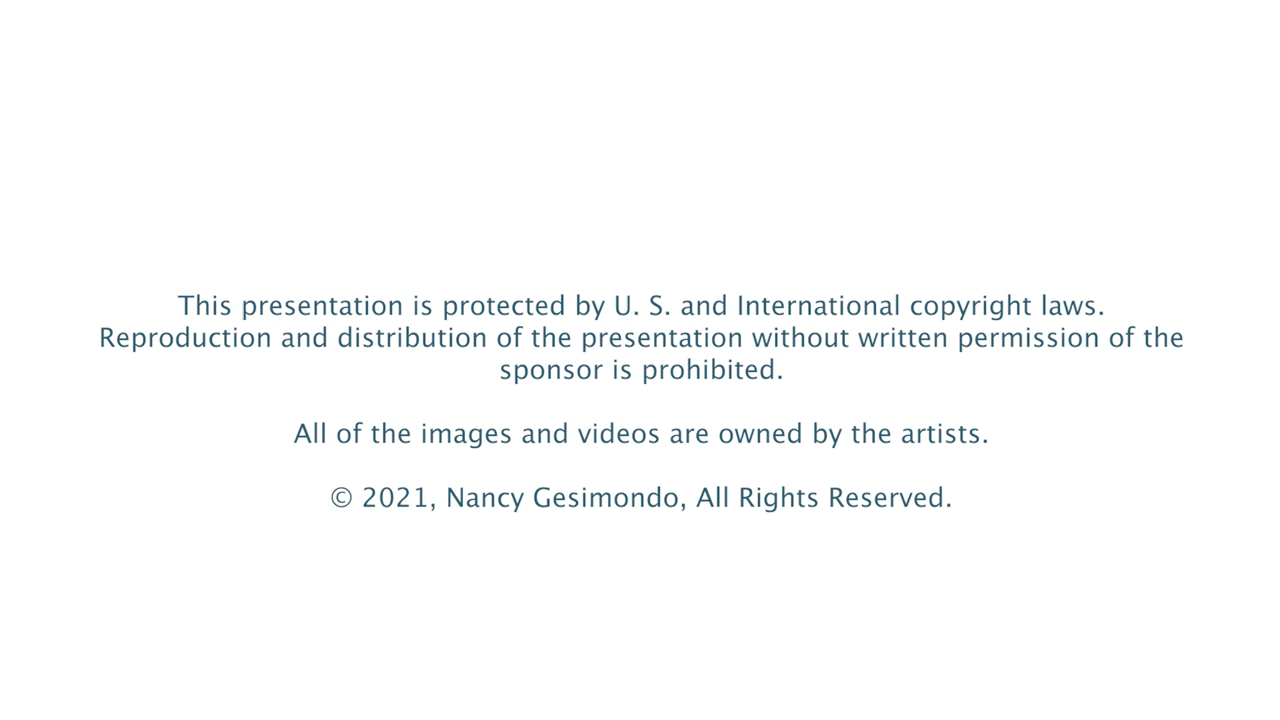 This presentation is protected by U. S. and International copyright laws.
Reproduction and distribution of the presentation without written permission of the
sponsor is prohibited.
All of the images and videos are owned by the artists.
© 2021, Nancy Gesimondo, All Rights Reserved.